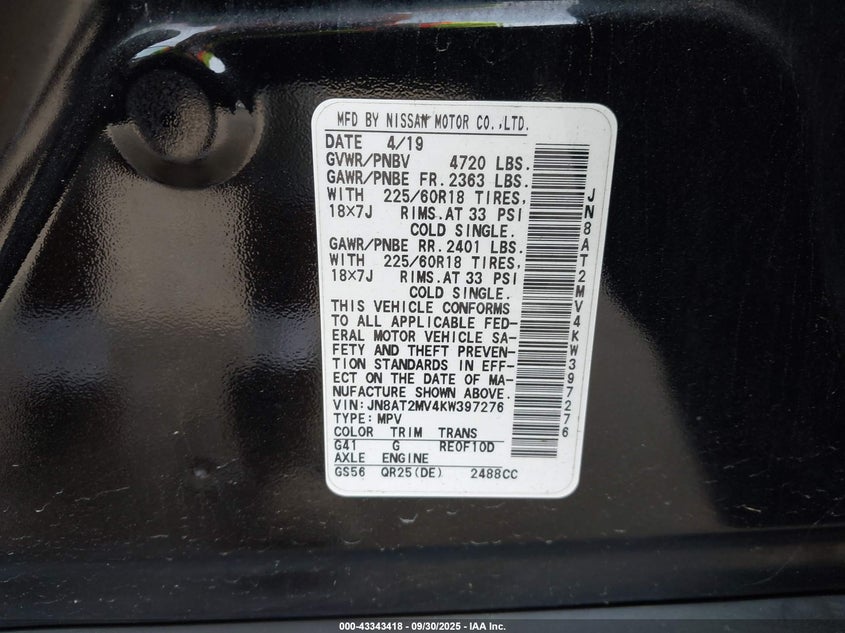 MFD BY NISSAN MOTOR CO.,LTD.
DATE 4/19
GVWR/PNBV 4720 LBS.
GAWR/PNBE FR.2363 LBS.
WITH 225/60R18 TIRES,
18X7J RIMS.AT 33 PSI
COLD SINGLE.
GAWR/PNBE RR.2401 LBS.
WITH 225/60R18 TIRES,
18X7J RIMS.AT 33 PSI
COLD SINGLE.
THIS VEHICLE CONFORMS
TO ALL APPLICABLE FED-
ERAL MOTOR VEHICLE SA-
FETY AND THEFT PREVEN-
TION STANDARDS IN EFF-
ECT ON THE DATE OF MA-
NUFACTURE SHOWN ABOVE.
VIN:JN8AT2MV4KW397276
TYPE:MPV
COLOR TRIM TRANS
G41 G RE0F10D
AXLE ENGINE
GS56 QR25(DE) 2488CC
JN8AT2MV4KW397276
000-43343418 - 09/30/2025 - IAA Inc.